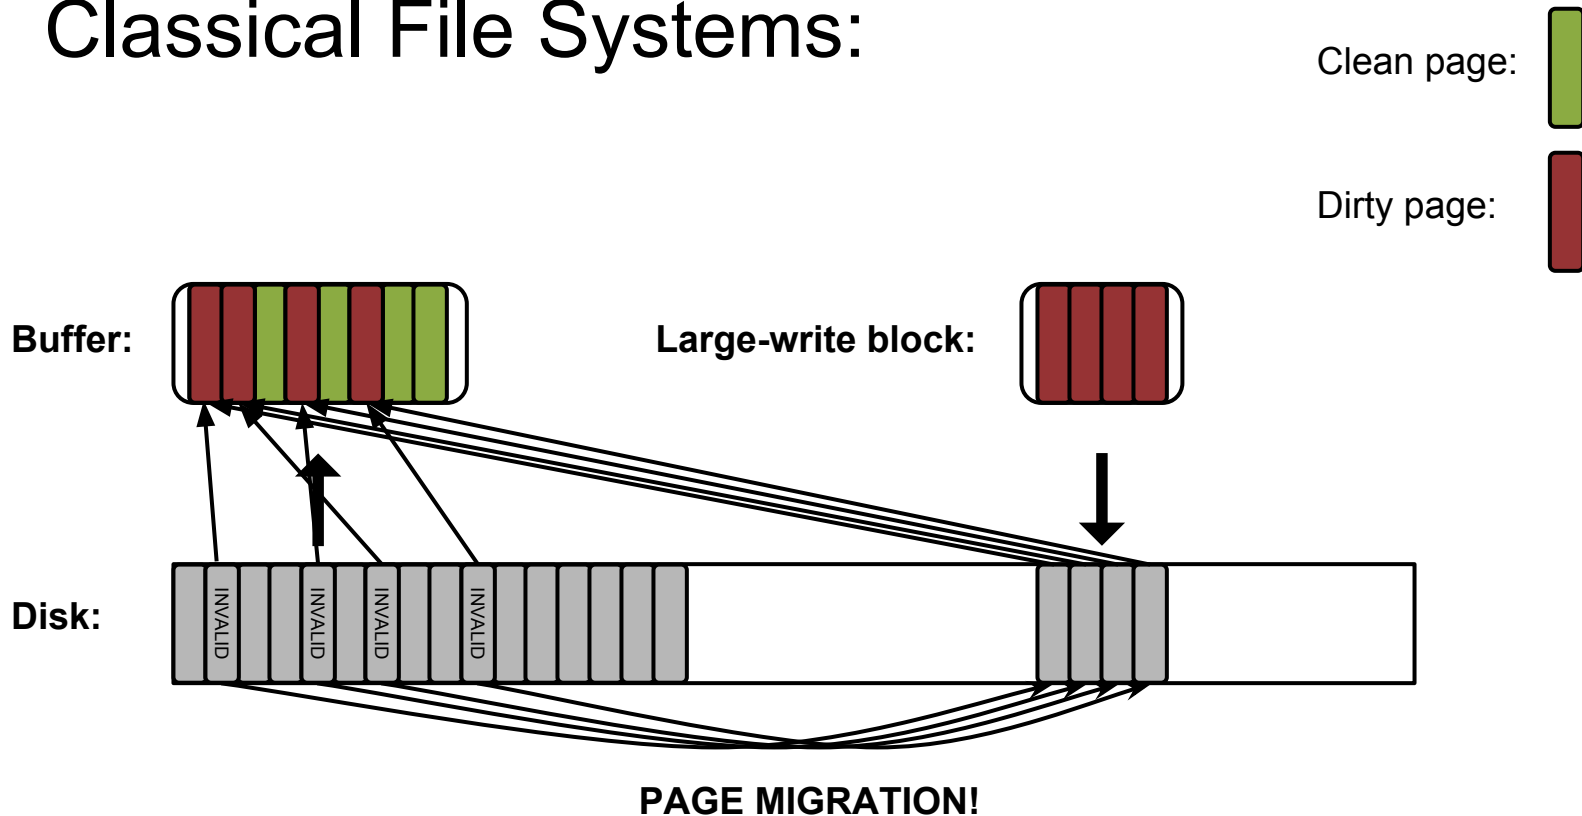 Classical File Systems:
Clean page:
Dirty page:
Buffer:
Large-write block:
Disk:
INVALID
INVALID
INVALID
INVALID
PAGE MIGRATION!